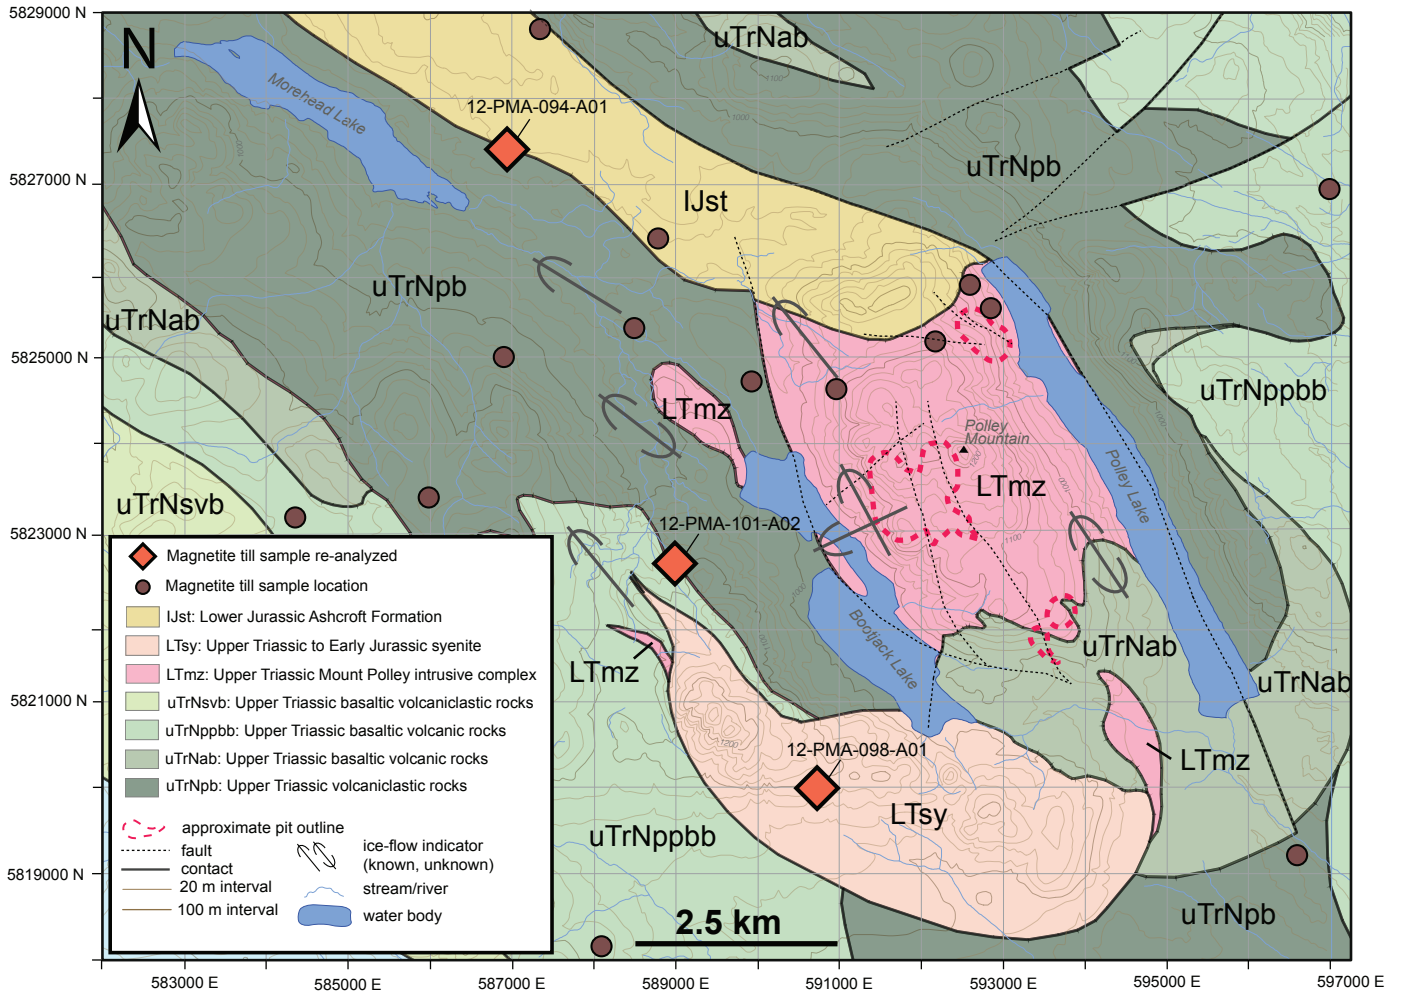 5829000 N
5827000 N
5825000 N
5823000 N
5821000 N
5819000 N
N
Morehead Lake
12-PMA-094-A01
uTrNab
uTrNpb
lJst
uTrNpb
uTrNab
uTrNppbb
LTmz
Polley
Mountain
LTmz
Polley Lake
uTrNsvb
12-PMA-101-A02
Bootjack Lake
LTmz
uTrNab
uTrNab
12-PMA-098-A01
LTmz
LTsy
uTrNppbb
uTrNpb
1100
1000
1200
1100
Magnetite till sample re-analyzed
Magnetite till sample location
lJst: Lower Jurassic Ashcroft Formation
LTsy: Upper Triassic to Early Jurassic syenite
LTmz: Upper Triassic Mount Polley intrusive complex
uTrNsvb: Upper Triassic basaltic volcaniclastic rocks
uTrNppbb: Upper Triassic basaltic volcanic rocks
uTrNab: Upper Triassic basaltic volcanic rocks
uTrNpb: Upper Triassic volcaniclastic rocks
approximate pit outline
fault
contact
20 m interval
100 m interval
ice-flow indicator
(known, unknown)
stream/river
water body
2.5 km
583000 E
585000 E
587000 E
589000 E
591000 E
593000 E
595000 E
597000 E